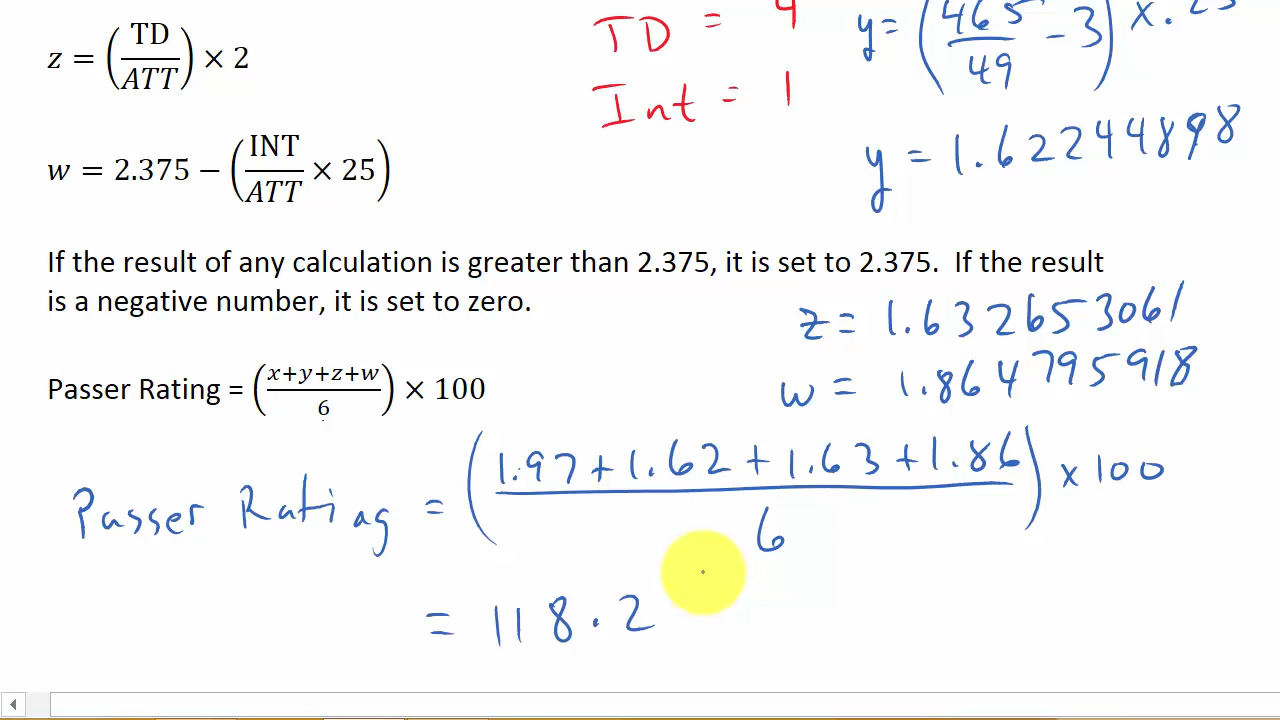 z = (TD/ATT) × 2
TD = 4
y = (465/49 - 3) x .25
Int = 1
w = 2.375 − (INT/ATT × 25)
y = 1.62244898
If the result of any calculation is greater than 2.375, it is set to 2.375. If the result
is a negative number, it is set to zero.
z = 1.632653061
w = 1.864795918
Passer Rating = (x+y+z+w/6) × 100
Passer Rating = (1.97 + 1.62 + 1.63 + 1.86/6) x 100
= 118.2